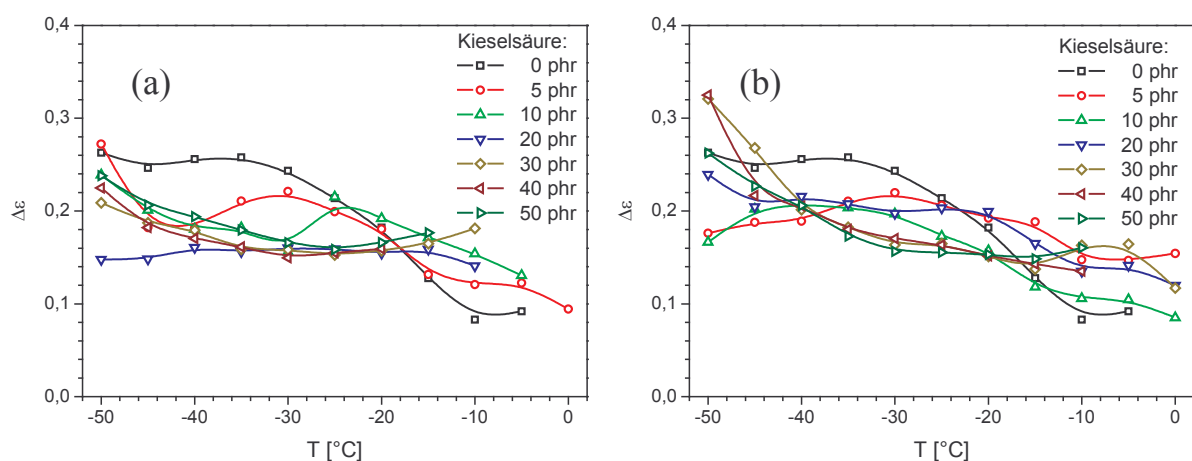 0,4
0,3
0,2
0,1
0,0
Δε
(a)
Kieselsäure:
0 phr
5 phr
10 phr
20 phr
30 phr
40 phr
50 phr
-50
-40
-30
-20
-10
0
T [°C]
0,4
0,3
0,2
0,1
0,0
Δε
(b)
Kieselsäure:
0 phr
5 phr
10 phr
20 phr
30 phr
40 phr
50 phr
-50
-40
-30
-20
-10
0
T [°C]